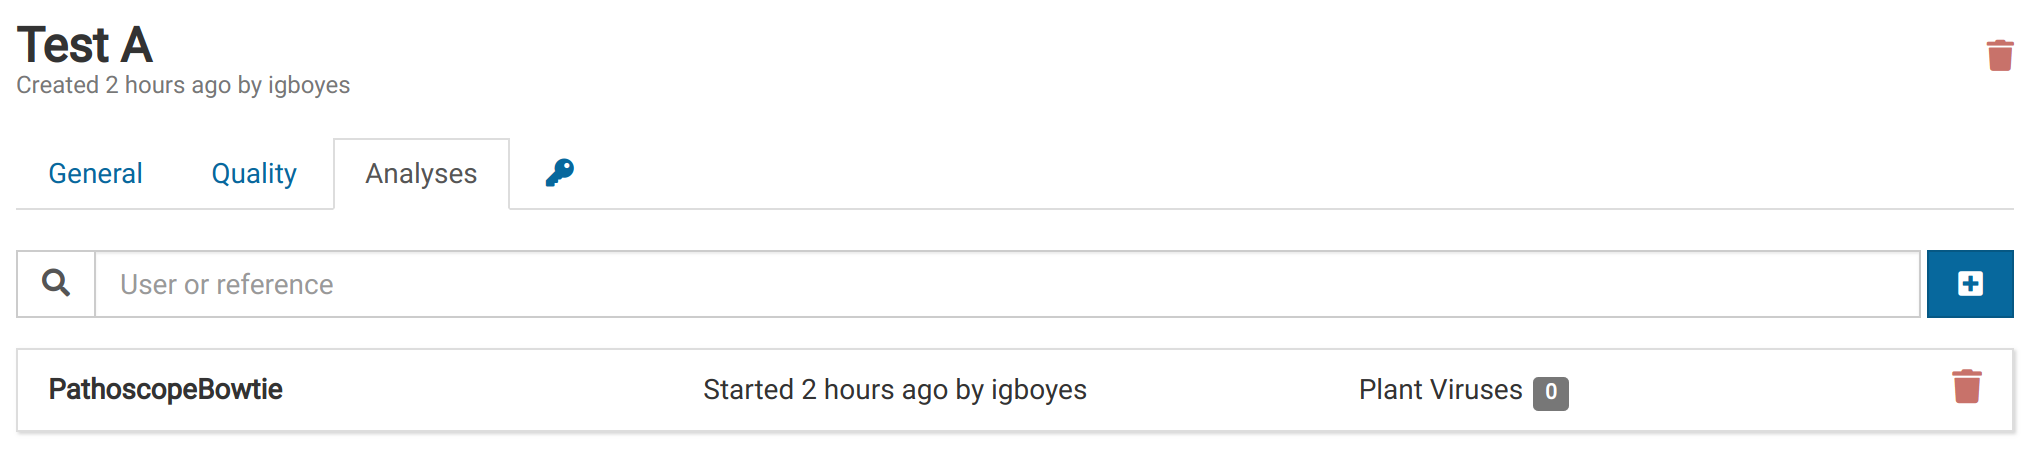 Test A
Created 2 hours ago by igboyes
General Quality Analyses
User or reference
PathoscopeBowtie Started 2 hours ago by igboyes Plant Viruses 0